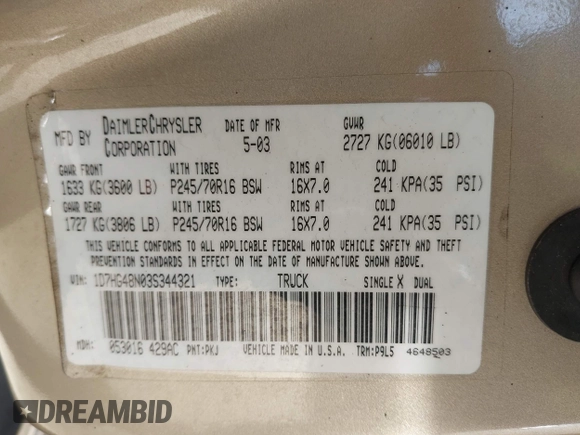 MFD BY DAIMLERCHRYSLER CORPORATION DATE OF MFR 5-03 GVWR 2727 KG(06010 LB)
GAWR FRONT WITH TIRES RIMS AT COLD
1633 KG(3600 LB) P245/70R16 BSW 16X7.0 241 KPA(35 PSI)
GAWR REAR WITH TIRES RIMS AT COLD
1727 KG(3806 LB) P245/70R16 BSW 16X7.0 241 KPA(35 PSI)
THIS VEHICLE CONFORMS TO ALL APPLICABLE FEDERAL MOTOR VEHICLE SAFETY AND THEFT
PREVENTION STANDARDS IN EFFECT ON THE DATE OF MANUFACTURE SHOWN ABOVE.
VIN: 1D7HG48N03S344321 TYPE: TRUCK SINGLE X DUAL
MDH: 053016 429AC PNT:PKJ VEHICLE MADE IN U.S.A. TRM:P9L5 4648503
DREAMBID